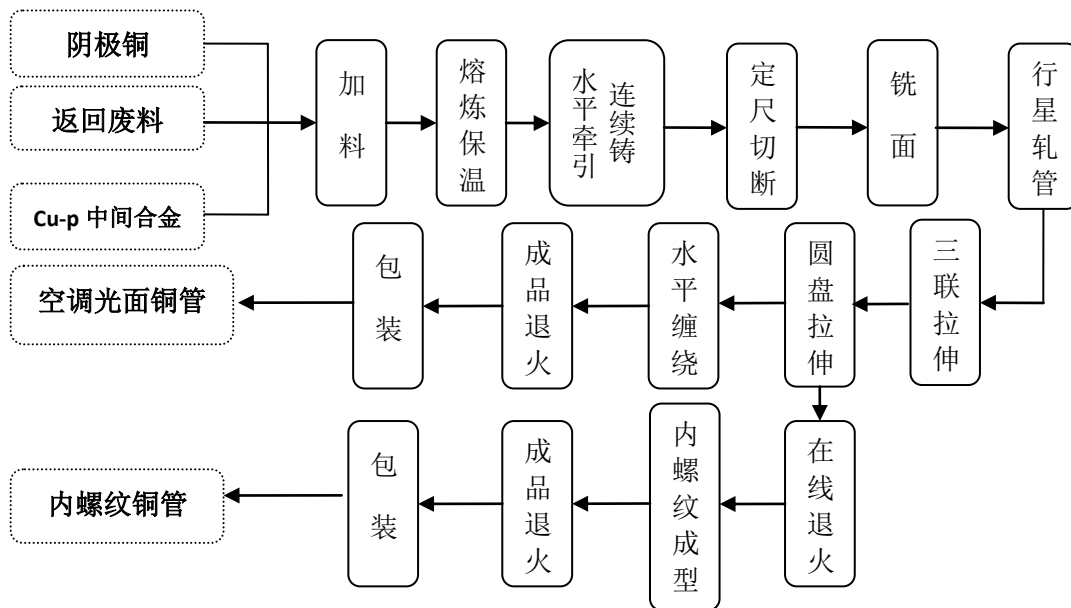 阴极铜
返回废料
Cu-p 中间合金
加料
熔炼保温
水平牵引
连续铸
定尺切断
铣面
行星轧管
三联拉伸
圆盘拉伸
水平缠绕
成品退火
包装
空调光面铜管
在线退火
内螺纹成型
成品退火
包装
内螺纹铜管